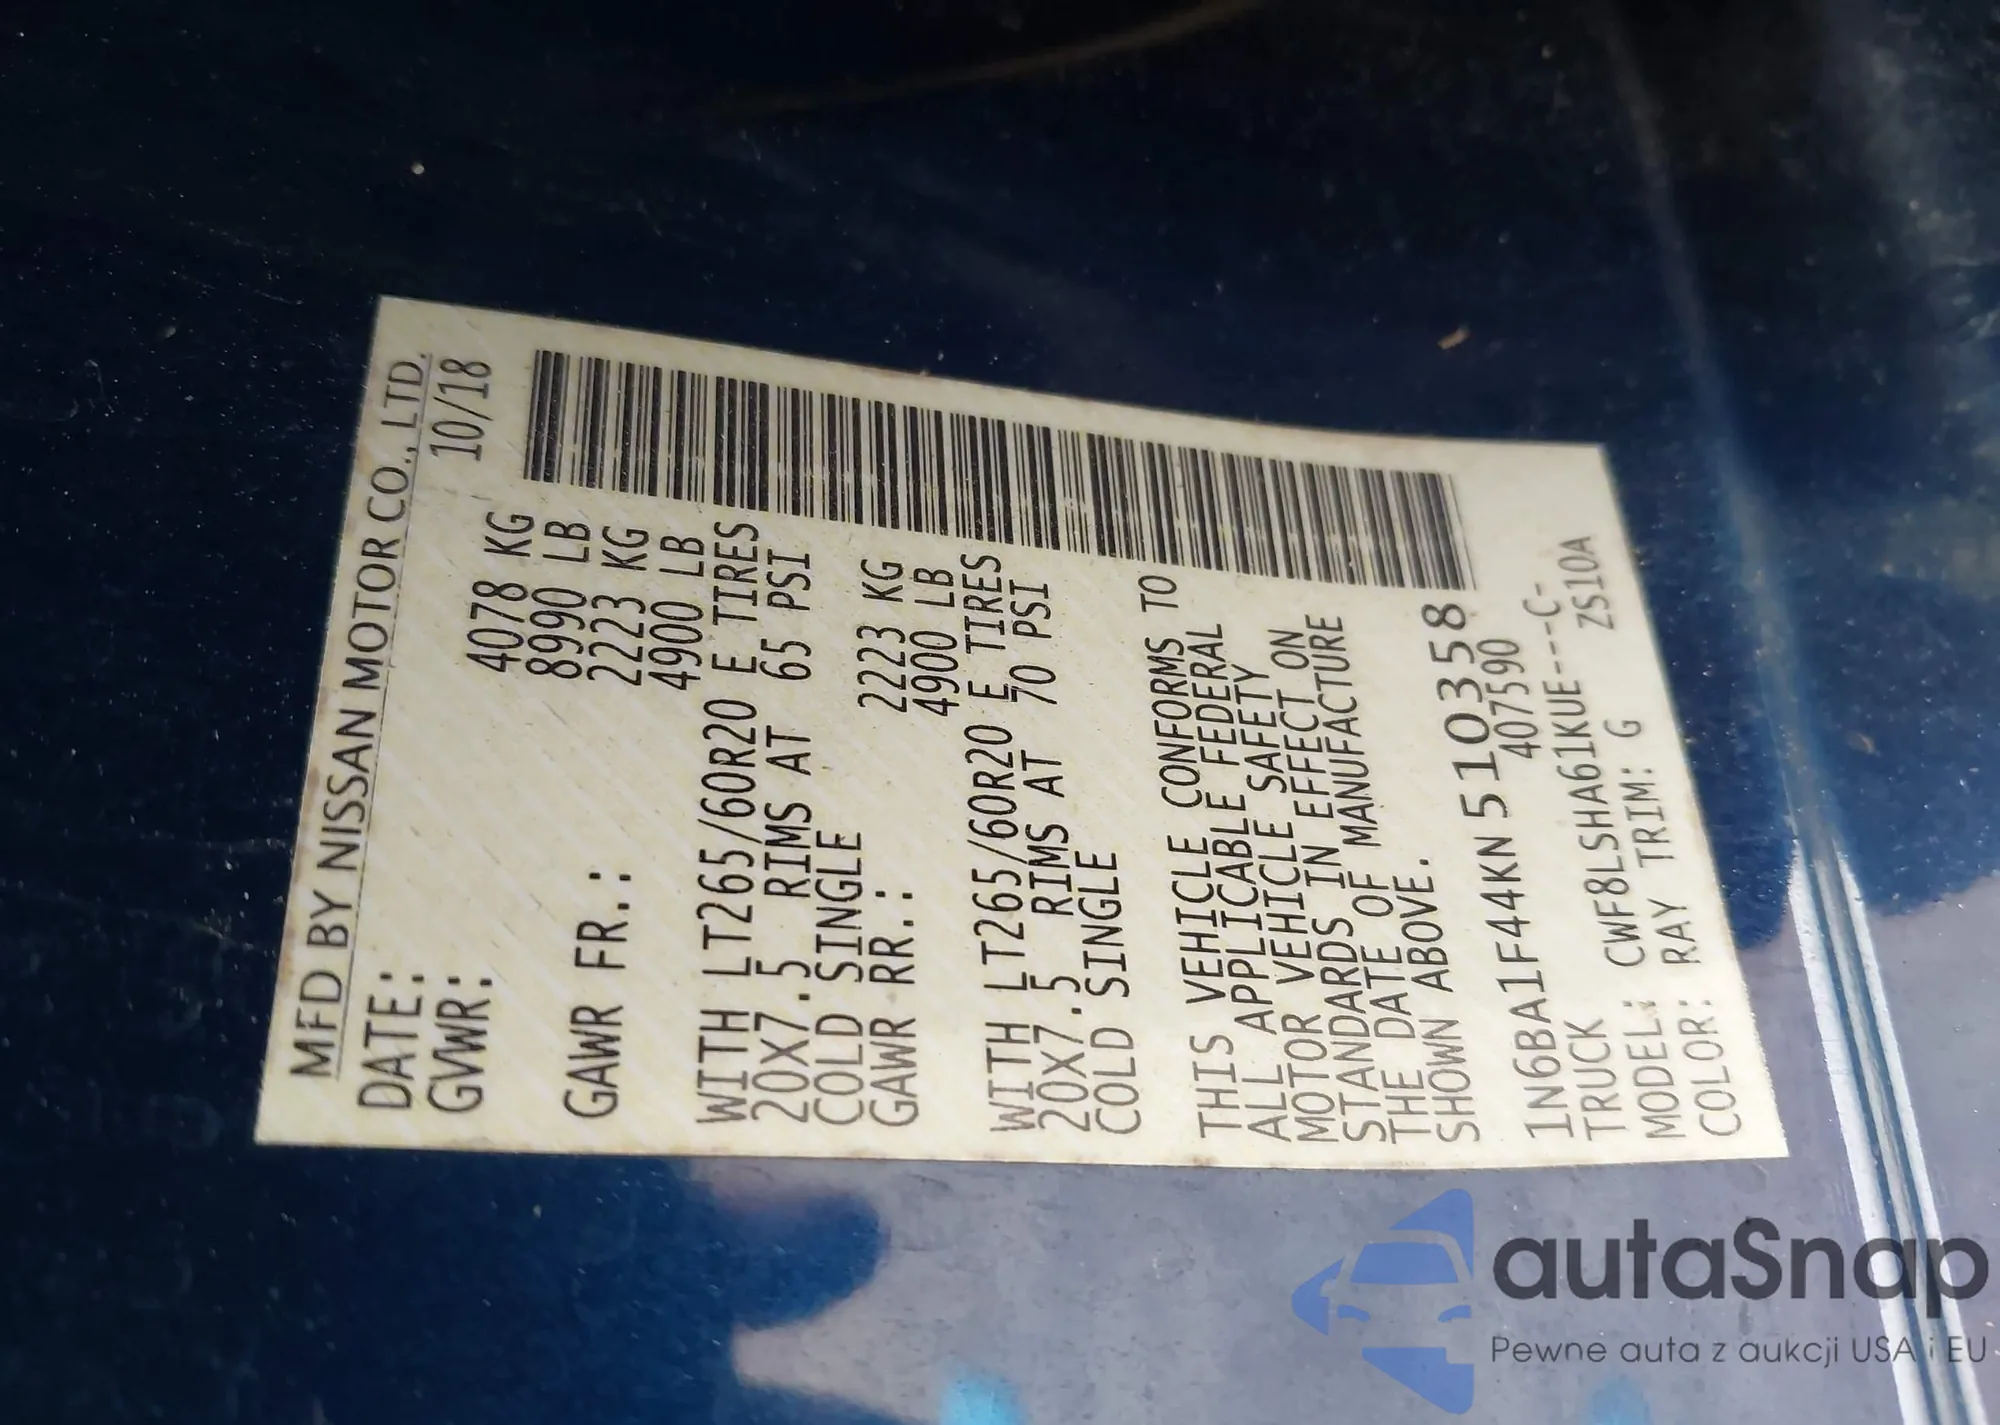 MFD BY NISSAN MOTOR CO., LTD.
DATE: 10/18
GVWR: 4078 KG
8990 LB
GAWR FR.: 2223 KG
4900 LB
WITH LT265/60R20 E TIRES
20X7.5 RIMS AT 65 PSI
COLD SINGLE
GAWR RR.: 2223 KG
4900 LB
WITH LT265/60R20 E TIRES
20X7.5 RIMS AT 70 PSI
COLD SINGLE
THIS VEHICLE CONFORMS TO
ALL APPLICABLE FEDERAL
MOTOR VEHICLE SAFETY
STANDARDS IN EFFECT ON
THE DATE OF MANUFACTURE
SHOWN ABOVE.
1N6BA1F44KN510358
TRUCK 407590
MODEL: CWF8LSHA61KUE---C-
COLOR: RAY TRIM: G ZS10A
autaSnap
Pewne auta z aukcji USA i EU